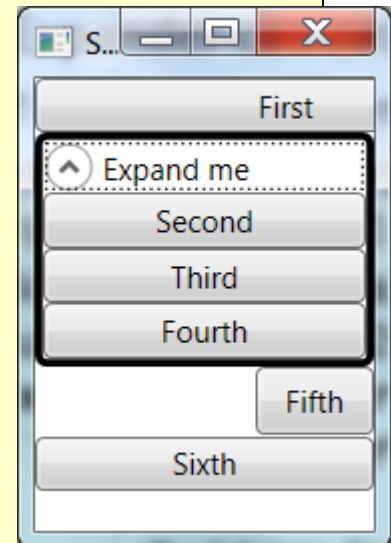 S...
First
Expand me
Second
Third
Fourth
Fifth
Sixth